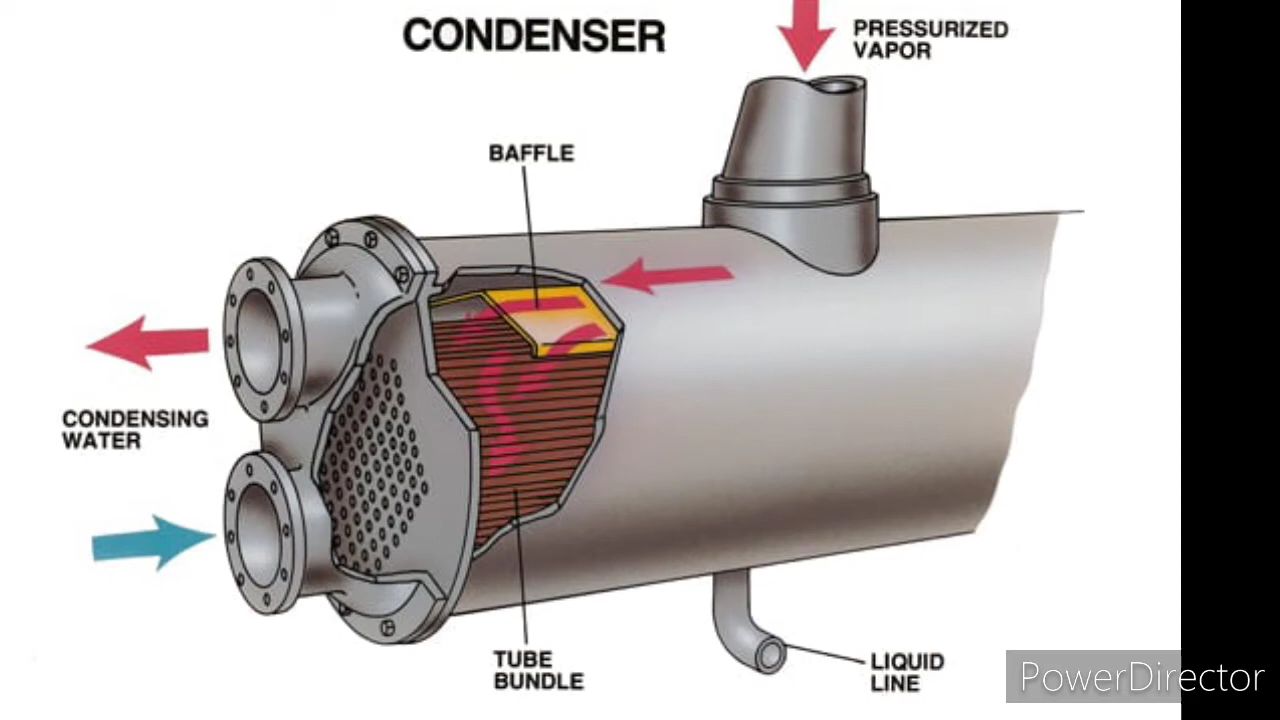 CONDENSER
PRESSURIZED
VAPOR
BAFFLE
CONDENSING
WATER
TUBE
BUNDLE
LIQUID
LINE
PowerDirector